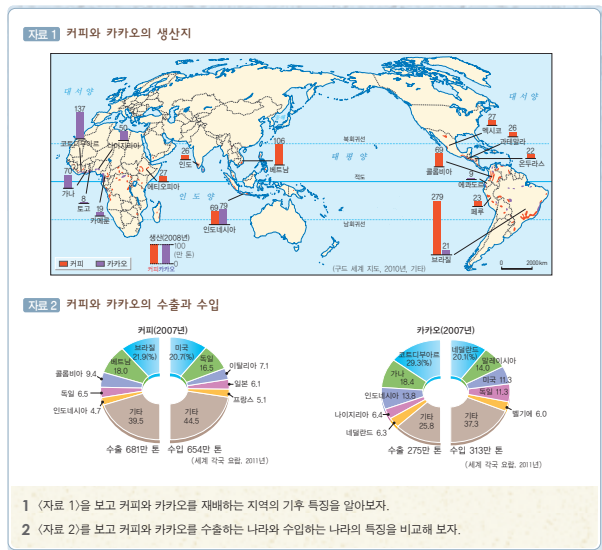 자료 1 커피와 카카오의 생산지
대서양
대서양
137
코트디부아르
50
나이지리아
26
인도
106
베트남
북회귀선
태평양
27
멕시코
26
과테말라
22
온두라스
69
콜롬비아
70
가나
8
토고
19
카메룬
27
에티오피아
인도양
69 79
인도네시아
적도
9
에콰도르
23
페루
279
21
브라질
남회귀선
생산(2008년)
100
(만 톤)
0
커피카카오
커피 카카오
(구드 세계 지도, 2010년, 기타)
0 2000km
자료 2 커피와 카카오의 수출과 수입
커피(2007년)
브라질
21.9(%)
미국
20.7(%)
베트남
18.0
독일
16.5
콜롬비아 9.4
이탈리아 7.1
독일 6.5
일본 6.1
인도네시아 4.7
프랑스 5.1
기타
39.5
기타
44.5
수출 681만 톤 수입 654만 톤
(세계 각국 요람, 2011년)
카카오(2007년)
코트디부아르
29.3(%)
네덜란드
20.1(%)
말레이시아
14.0
가나
18.4
미국 11.3
인도네시아 13.8
독일 11.3
나이지리아 6.4
벨기에 6.0
네덜란드 6.3
기타
25.8
기타
37.3
수출 275만 톤 수입 313만 톤
(세계 각국 요람, 2011년)
1 〈자료 1〉을 보고 커피와 카카오를 재배하는 지역의 기후 특징을 알아보자.
2 〈자료 2〉를 보고 커피와 카카오를 수출하는 나라와 수입하는 나라의 특징을 비교해 보자.